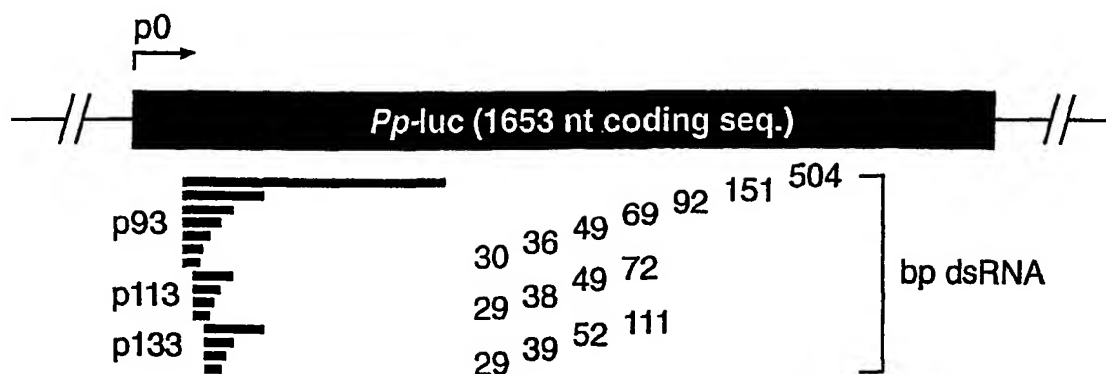 p0
Pp-luc (1653 nt coding seq.)
p93
30 36 49 69 92 151 504
p113
29 38 49 72
p133
29 39 52 111
bp dsRNA